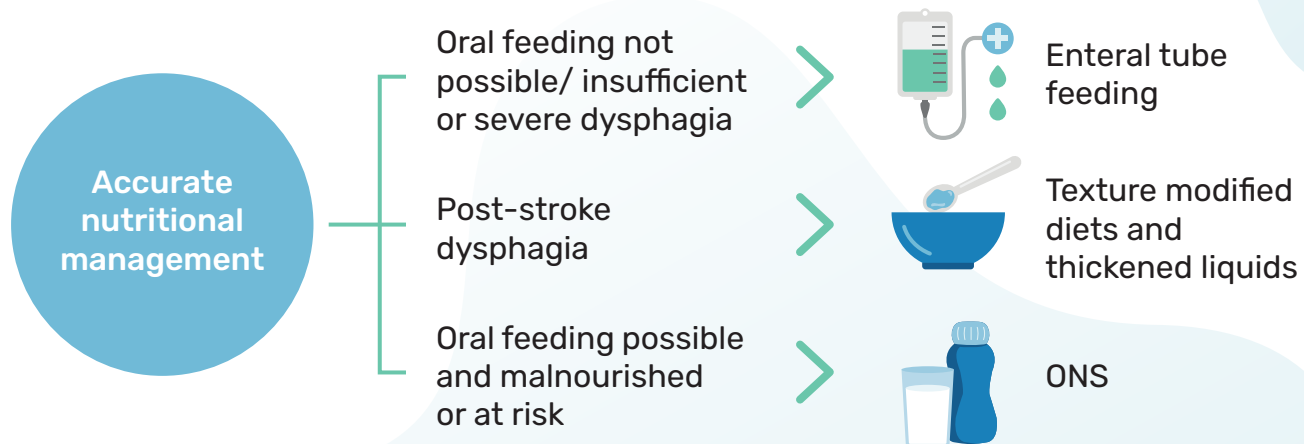 Accurate
nutritional
management
Oral feeding not
possible/ insufficient
or severe dysphagia
Enteral tube
feeding
Post-stroke
dysphagia
Texture modified
diets and
thickened liquids
Oral feeding possible
and malnourished
or at risk
ONS